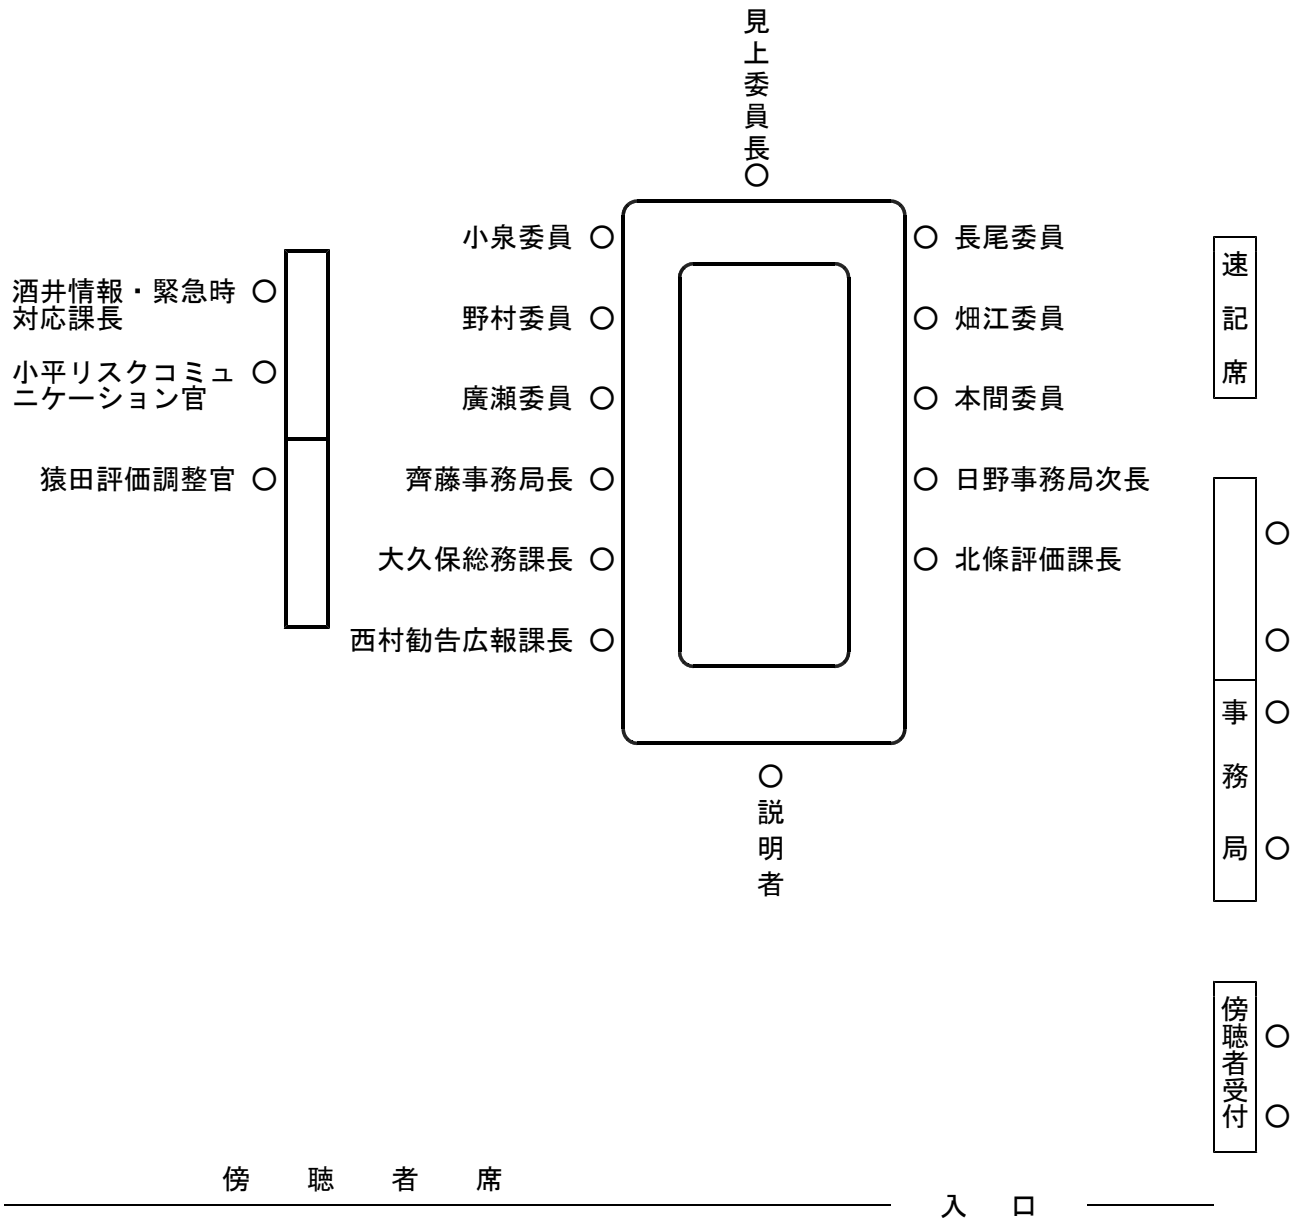 見上委員長
小泉委員
長尾委員
速記席
酒井情報・緊急時
対応課長
野村委員
畑江委員
小平リスクコミュ
ニケーション官
廣瀬委員
本間委員
猿田評価調整官
齊藤事務局長
日野事務局次長
大久保総務課長
北條評価課長
西村勧告広報課長
事務局
説明者
傍聴者受付
傍聴者席
入口